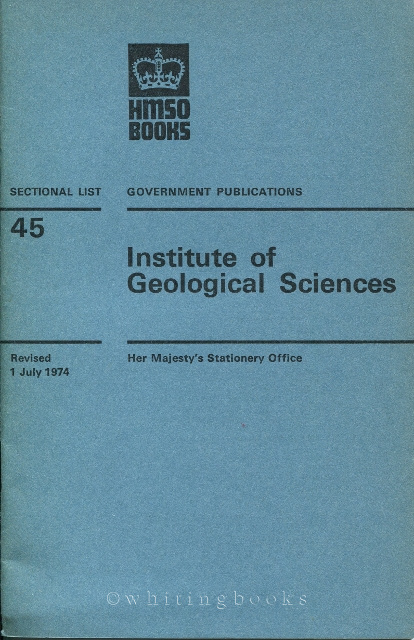 HMSO
BOOKS
SECTIONAL LIST
GOVERNMENT PUBLICATIONS
45
Institute of
Geological Sciences
Revised
1 July 1974
Her Majesty's Stationery Office
©whitingbooks